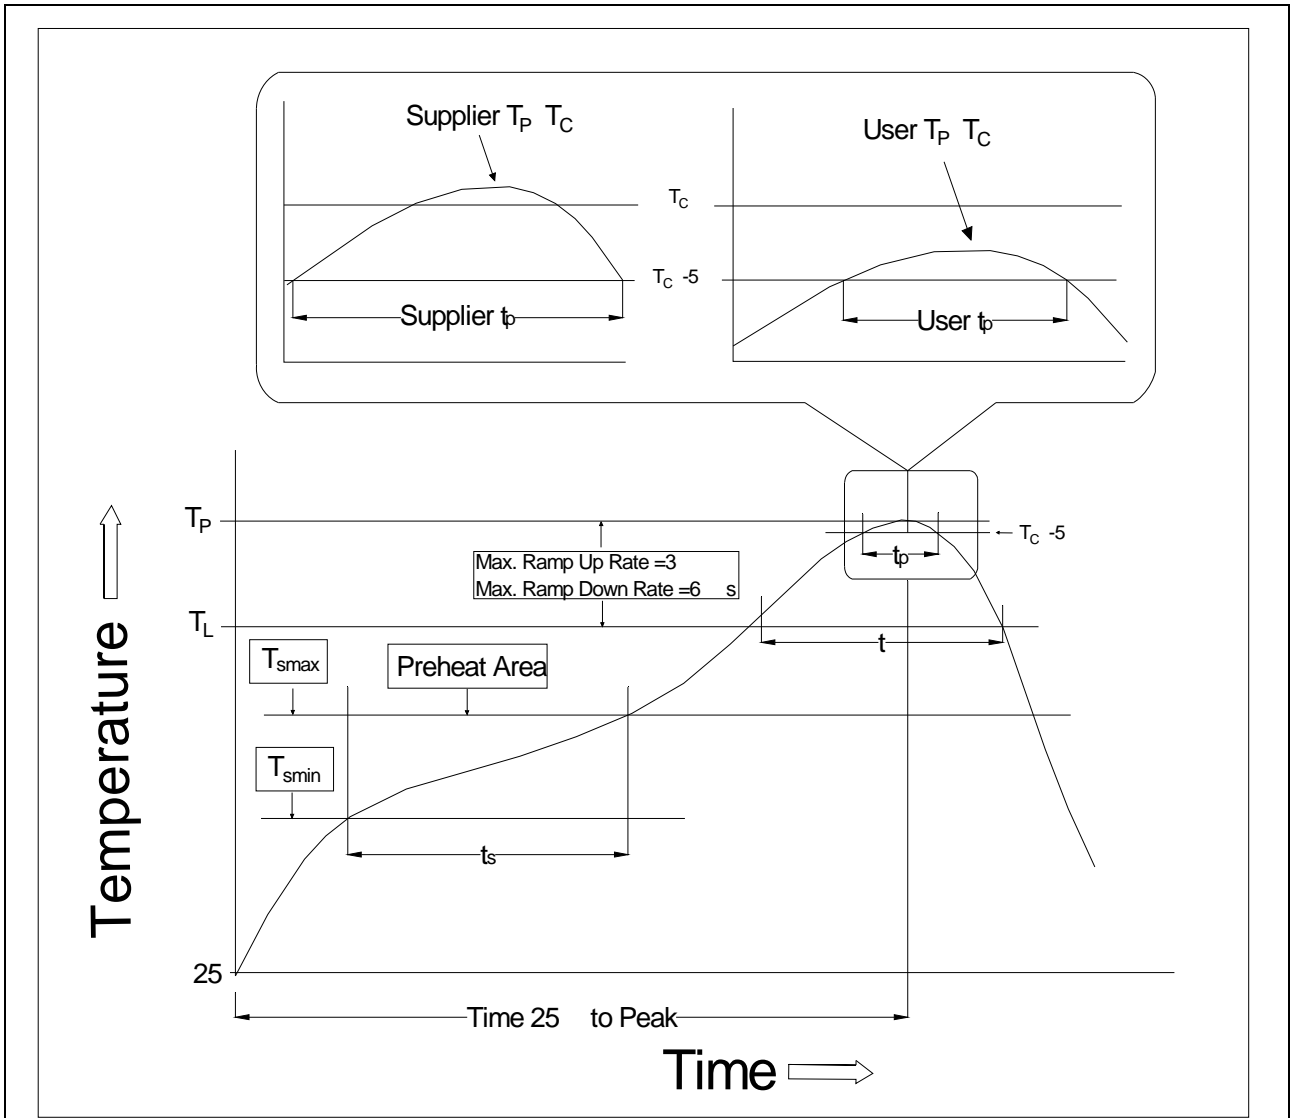 Supplier TP TC
User TP TC
TC
TC -5
Supplier tp
User tp
TP
TC -5
tp
Max. Ramp Up Rate =3
Max. Ramp Down Rate =6 s
TL
t
Tsmax
Preheat Area
Tsmin
ts
Temperature
25
Time 25 to Peak
Time